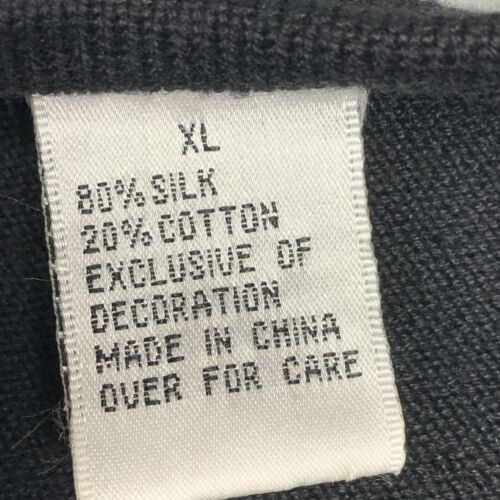 XL
80% SILK
20% COTTON
EXCLUSIVE OF
DECORATION
MADE IN CHINA
OVER FOR CARE